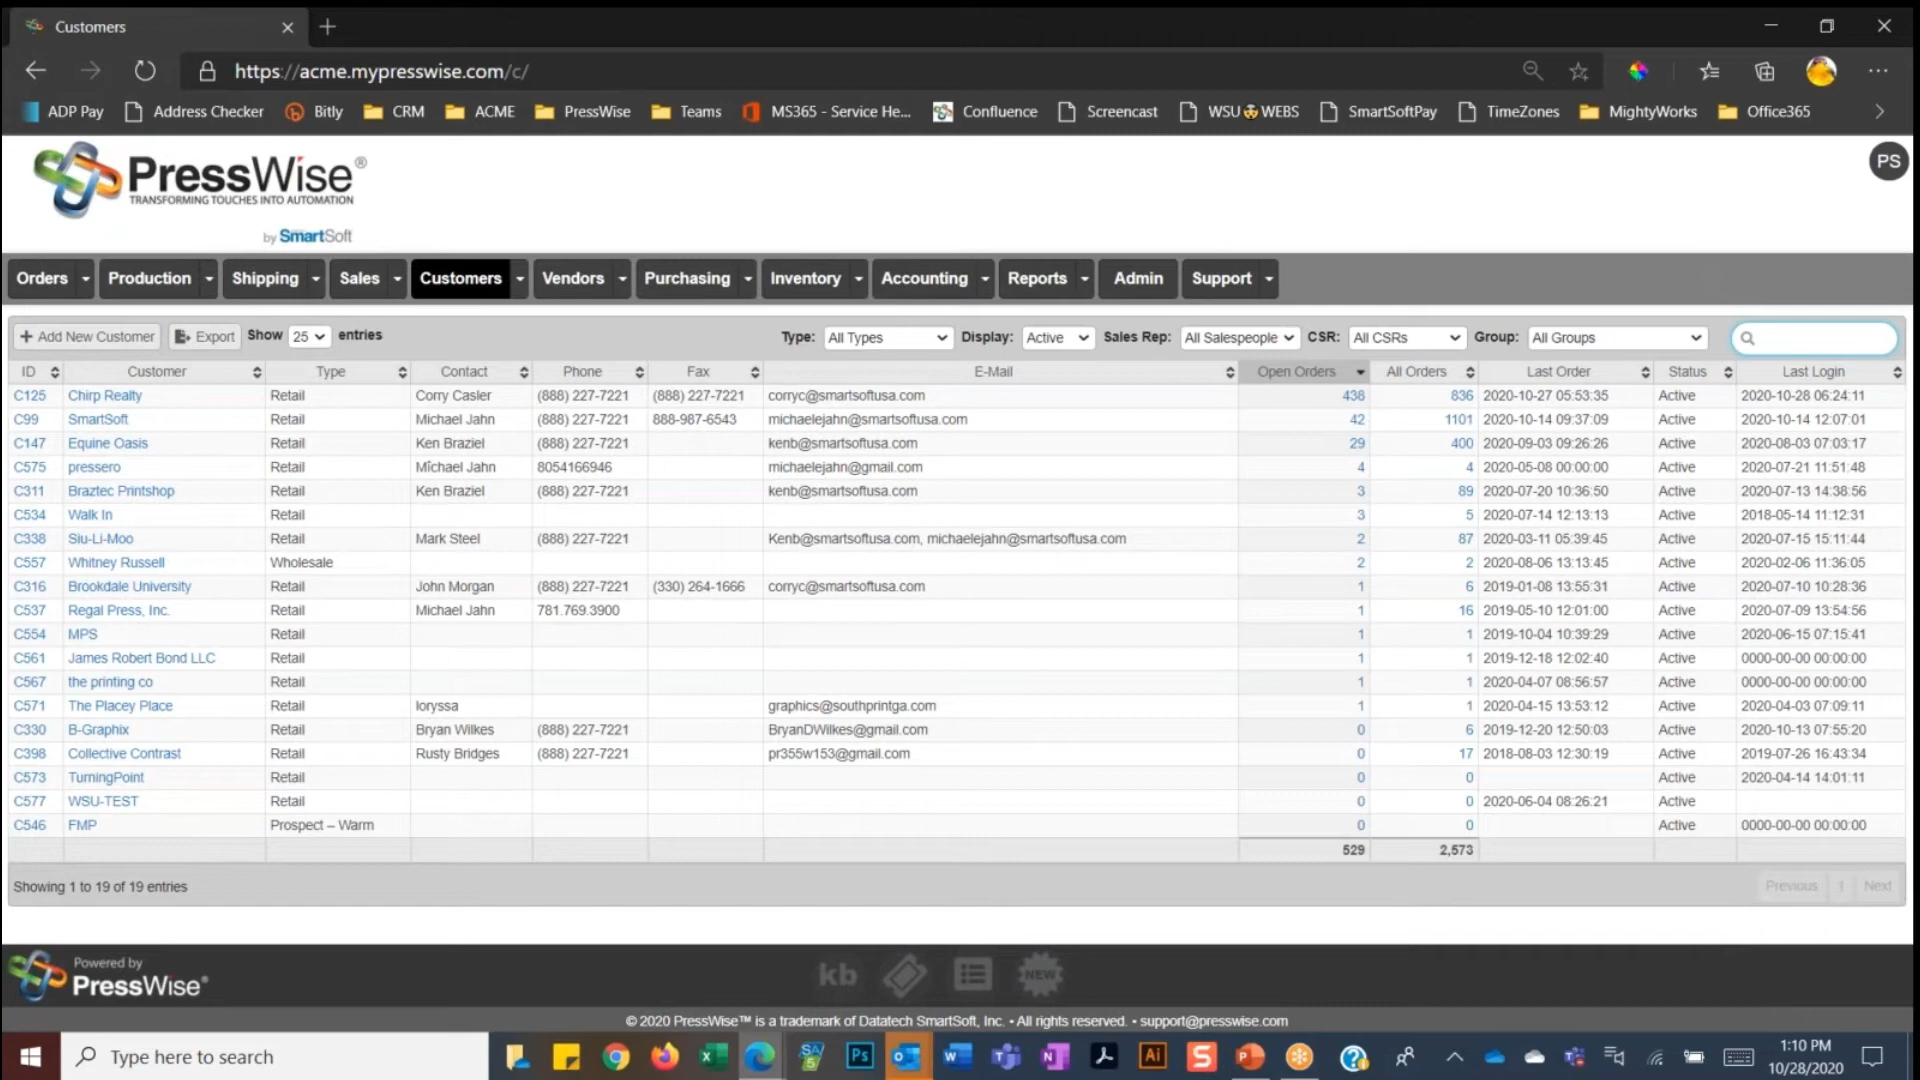 Customers
https://acme.mypresswise.com/c/
ADP Pay Address Checker Bitly CRM ACME PressWise Teams MS365 - Service He... Confluence Screencast WSU☢WEBS SmartSoftPay TimeZones MightyWorks Office365
PressWise®
TRANSFORMING TOUCHES INTO AUTOMATION
by SmartSoft
PS
Orders Production Shipping Sales Customers Vendors Purchasing Inventory Accounting Reports Admin Support
+ Add New Customer Export Show 25 entries Type: All Types Display: Active Sales Rep: All Salespeople CSR: All CSRs Group: All Groups
ID Customer Type Contact Phone Fax E-Mail Open Orders All Orders Last Order Status Last Login
C125 Chirp Realty Retail Corry Casler (888) 227-7221 (888) 227-7221 corryc@smartsoftusa.com 438 836 2020-10-27 05:53:35 Active 2020-10-28 06:24:11
C99 SmartSoft Retail Michael Jahn (888) 227-7221 888-987-6543 michaelejahn@smartsoftusa.com 42 1101 2020-10-14 09:37:09 Active 2020-10-14 12:07:01
C147 Equine Oasis Retail Ken Braziel (888) 227-7221 kenb@smartsoftusa.com 29 400 2020-09-03 09:26:26 Active 2020-08-03 07:03:17
C575 pressero Retail Michael Jahn 8054166946 michaelejahn@gmail.com 4 4 2020-05-08 00:00:00 Active 2020-07-21 11:51:48
C311 Braztec Printshop Retail Ken Braziel (888) 227-7221 kenb@smartsoftusa.com 3 89 2020-07-20 10:36:50 Active 2020-07-13 14:38:56
C534 Walk In Retail 3 5 2020-07-14 12:13:13 Active 2018-05-14 11:12:31
C338 Siu-Li-Moo Retail Mark Steel (888) 227-7221 Kenb@smartsoftusa.com, michaelejahn@smartsoftusa.com 2 87 2020-03-11 05:39:45 Active 2020-07-15 15:11:44
C557 Whitney Russell Wholesale 2 2 2020-08-06 13:13:45 Active 2020-02-06 11:36:05
C316 Brookdale University Retail John Morgan (888) 227-7221 (330) 264-1666 corryc@smartsoftusa.com 1 6 2019-01-08 13:55:31 Active 2020-07-10 10:28:36
C537 Regal Press, Inc. Retail Michael Jahn 781.769.3900 1 16 2019-05-10 12:01:00 Active 2020-07-09 13:54:56
C554 MPS Retail 1 1 2019-10-04 10:39:29 Active 2020-06-15 07:15:41
C561 James Robert Bond LLC Retail 1 1 2019-12-18 12:02:40 Active 0000-00-00 00:00:00
C567 the printing co Retail 1 1 2020-04-07 08:56:57 Active 0000-00-00 00:00:00
C571 The Placey Place Retail loryssa graphics@southprintga.com 1 1 2020-04-15 13:53:12 Active 2020-04-03 07:09:11
C330 B-Graphix Retail Bryan Wilkes (888) 227-7221 BryanDWilkes@gmail.com 0 6 2019-12-20 12:50:03 Active 2020-10-13 07:55:20
C398 Collective Contrast Retail Rusty Bridges (888) 227-7221 pr355w153@gmail.com 0 17 2018-08-03 12:30:19 Active 2019-07-26 16:43:34
C573 TurningPoint Retail 0 0 Active 2020-04-14 14:01:11
C577 WSU-TEST Retail 0 0 2020-06-04 08:26:21 Active
C546 FMP Prospect – Warm 0 0 Active 0000-00-00 00:00:00
529 2,573
Showing 1 to 19 of 19 entries Previous 1 Next
Powered by
PressWise®
kb NEW
© 2020 PressWise™ is a trademark of Datatech SmartSoft, Inc. • All rights reserved. • support@presswise.com
Type here to search
1:10 PM
10/28/2020